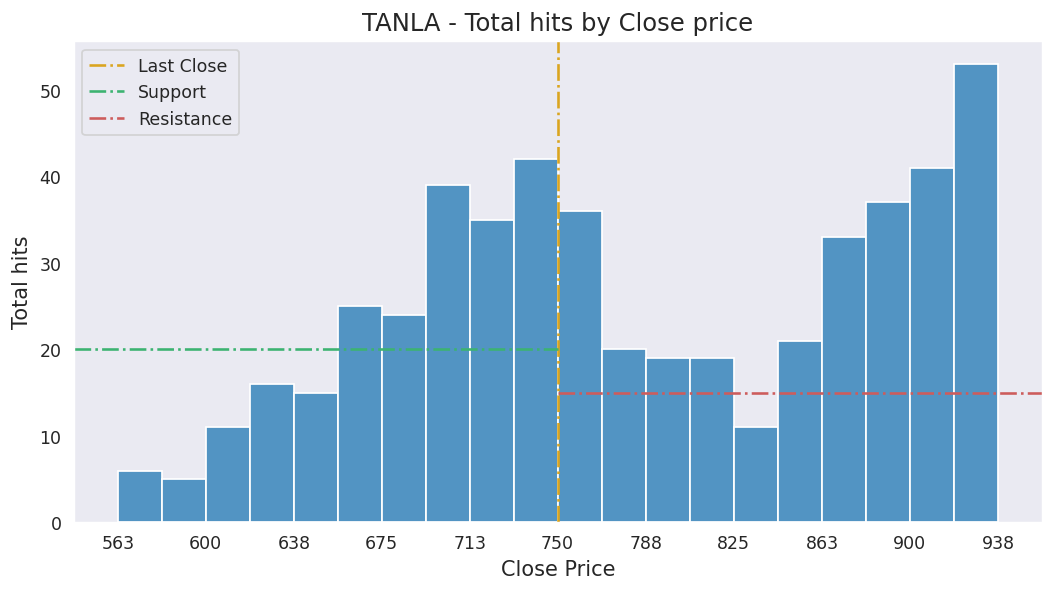 TANLA - Total hits by Close price
Last Close
Support
Resistance
Total hits
50
40
30
20
10
0
563 600 638 675 713 750 788 825 863 900 938
Close Price